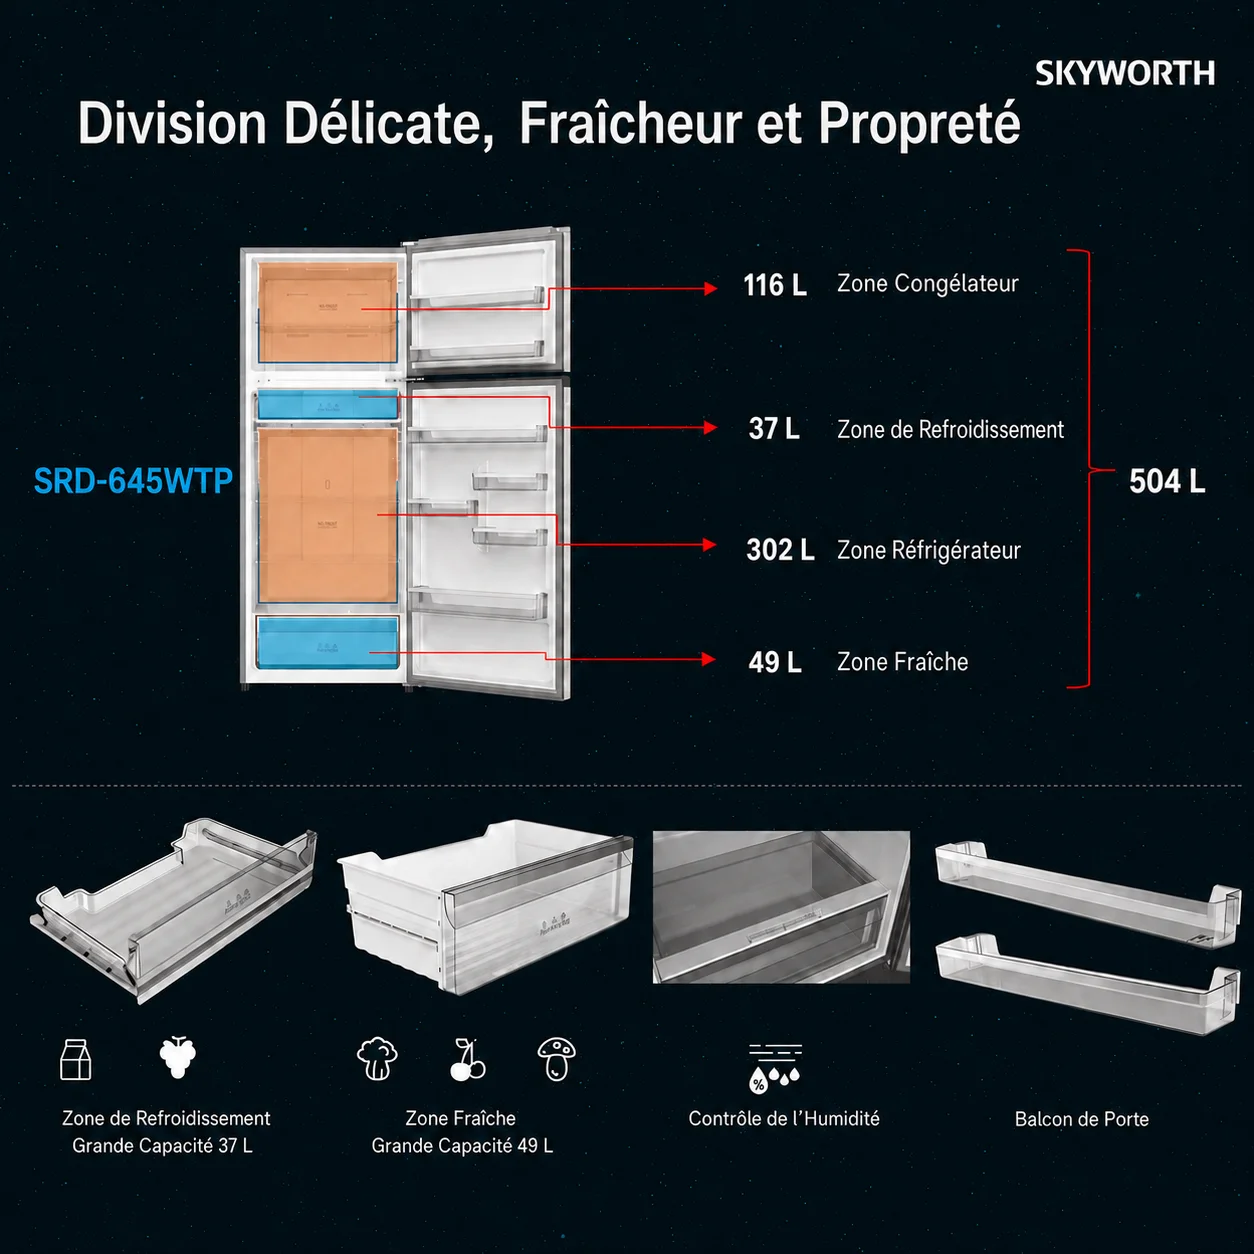 SKYWORTH
Division Délicate, Fraîcheur et Propreté
116 L Zone Congélateur
37 L Zone de Refroidissement
SRD-645WTP
504 L
302 L Zone Réfrigérateur
49 L Zone Fraîche
%
Zone de Refroidissement
Grande Capacité 37 L
Zone Fraîche
Grande Capacité 49 L
Contrôle de l'Humidité
Balcon de Porte